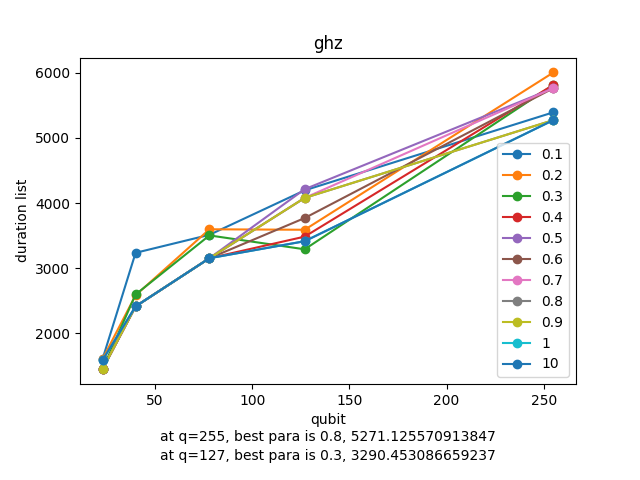 ghz
6000
5000
4000
3000
2000
duration list
0.1
0.2
0.3
0.4
0.5
0.6
0.7
0.8
0.9
1
10
50 100 150 200 250
qubit
at q=255, best para is 0.8, 5271.125570913847
at q=127, best para is 0.3, 3290.453086659237